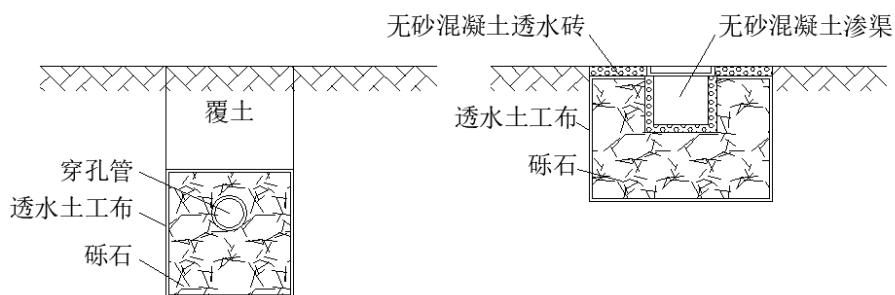 覆土
穿孔管
透水土工布
砾石
无砂混凝土透水砖
无砂混凝土渗渠
透水土工布
砾石